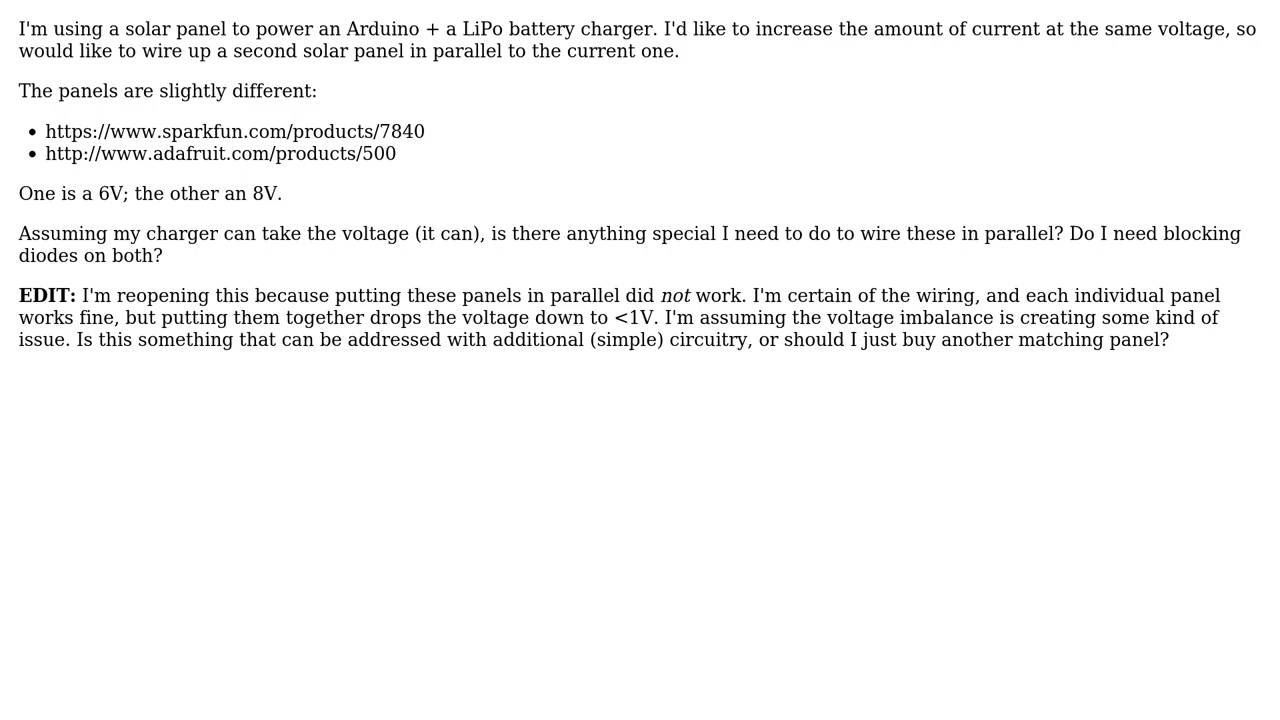 I'm using a solar panel to power an Arduino + a LiPo battery charger. I'd like to increase the amount of current at the same voltage, so
would like to wire up a second solar panel in parallel to the current one.
The panels are slightly different:
• https://www.sparkfun.com/products/7840
• http://www.adafruit.com/products/500
One is a 6V; the other an 8V.
Assuming my charger can take the voltage (it can), is there anything special I need to do to wire these in parallel? Do I need blocking
diodes on both?
EDIT: I'm reopening this because putting these panels in parallel did not work. I'm certain of the wiring, and each individual panel
works fine, but putting them together drops the voltage down to <1V. I'm assuming the voltage imbalance is creating some kind of
issue. Is this something that can be addressed with additional (simple) circuitry, or should I just buy another matching panel?